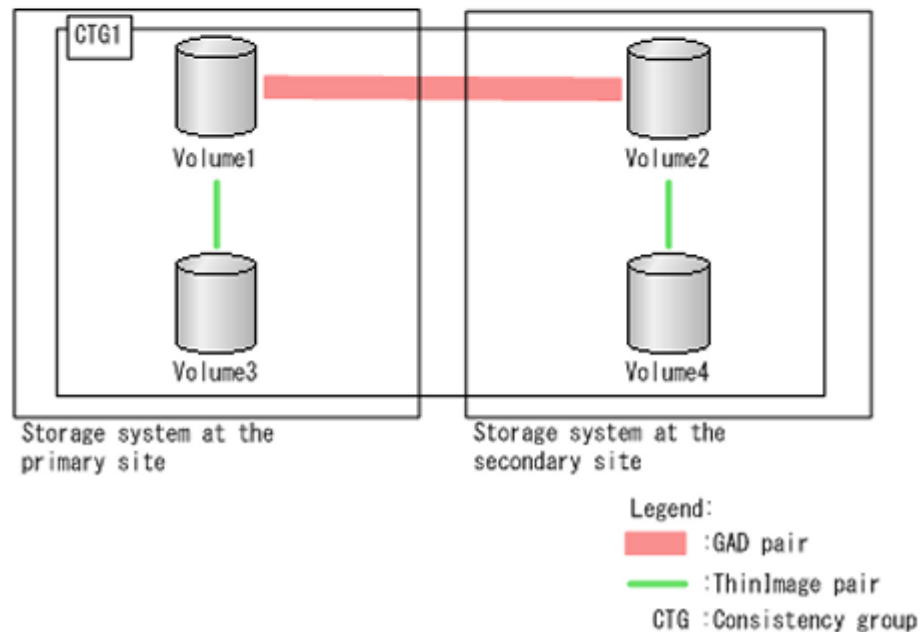 CTG1
Volume1
Volume2
Volume3
Volume4
Storage system at the
primary site
Storage system at the
secondary site
Legend:
:GAD pair
:ThinImage pair
CTG :Consistency group